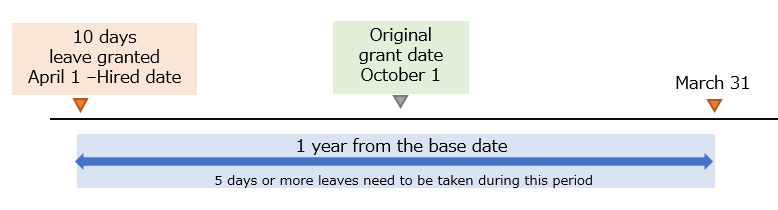 10 days
leave granted
April 1 –Hired date
Original
grant date
October 1
March 31
1 year from the base date
5 days or more leaves need to be taken during this period